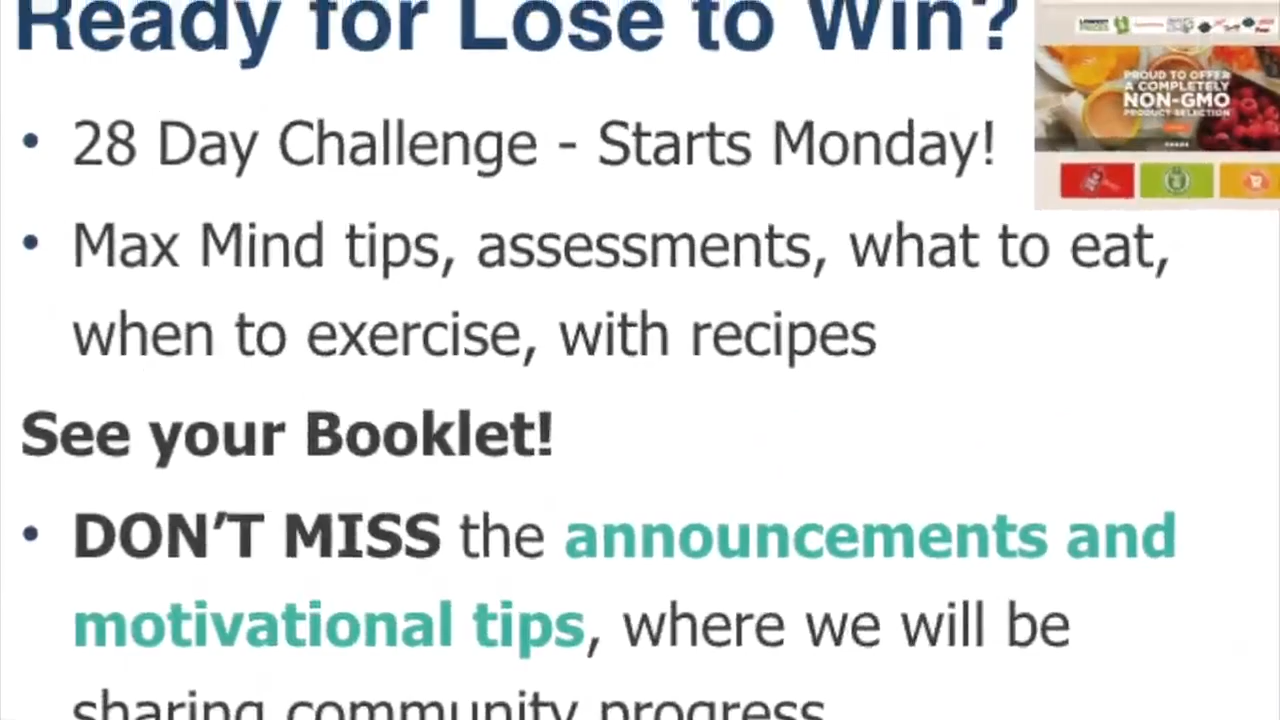 Ready for Lose to Win?
• 28 Day Challenge - Starts Monday!
• Max Mind tips, assessments, what to eat,
when to exercise, with recipes
See your Booklet!
• DON’T MISS the announcements and
motivational tips, where we will be
sharing community progress
PROUD TO OFFER
A COMPLETELY
NON-GMO
PRODUCT SELECTION